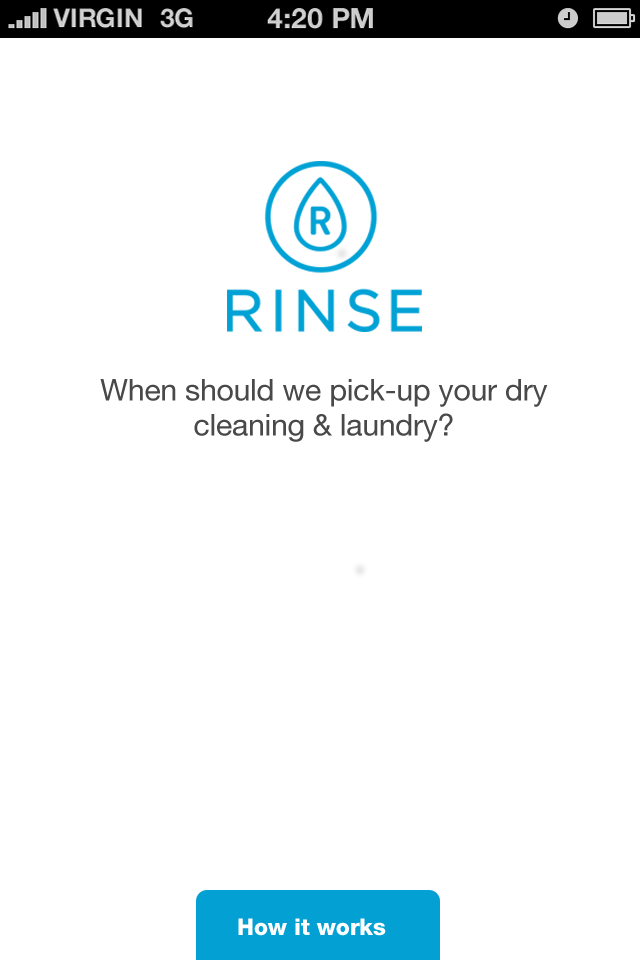 VIRGIN 3G 4:20 PM
R
RINSE
When should we pick-up your dry
cleaning & laundry?
How it works